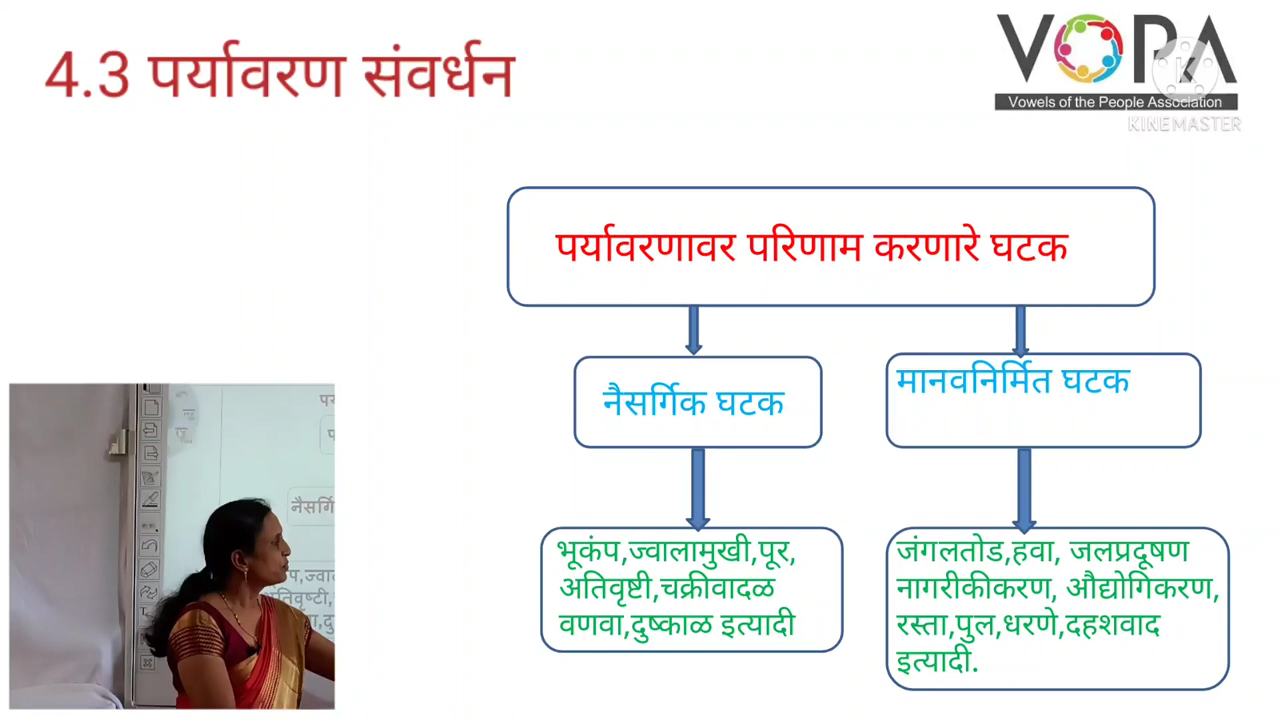 4.3 पर्यावरण संवर्धन
VOPA
Vowels of the People Association
KINEMASTER
पर्यावरणावर परिणाम करणारे घटक
नैसर्गिक घटक
मानवनिर्मित घटक
भूकंप,ज्वालामुखी,पूर,
अतिवृष्टी,चक्रीवादळ
वणवा,दुष्काळ इत्यादी
जंगलतोड,हवा, जलप्रदूषण
नागरीकीकरण, औद्योगिकरण,
रस्ता,पुल,धरणे,दहशवाद
इत्यादी.